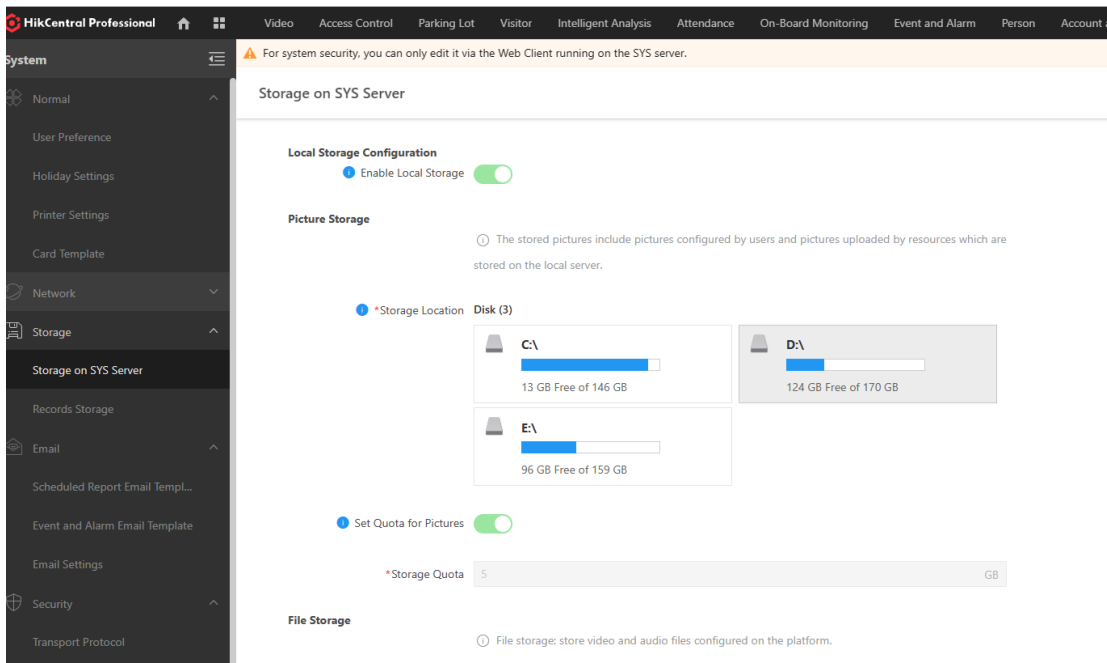 HikCentral Professional Video Access Control Parking Lot Visitor Intelligent Analysis Attendance On-Board Monitoring Event and Alarm Person Account
System
For system security, you can only edit it via the Web Client running on the SYS server.
Storage on SYS Server
Normal
User Preference
Holiday Settings
Printer Settings
Card Template
Network
Storage
Storage on SYS Server
Records Storage
Email
Scheduled Report Email Templ...
Event and Alarm Email Template
Email Settings
Security
Transport Protocol
Local Storage Configuration
Enable Local Storage
Picture Storage
The stored pictures include pictures configured by users and pictures uploaded by resources which are
stored on the local server.
*Storage Location Disk (3)
C:\
13 GB Free of 146 GB
D:\
124 GB Free of 170 GB
E:\
96 GB Free of 159 GB
Set Quota for Pictures
*Storage Quota 5 GB
File Storage
File storage: store video and audio files configured on the platform.